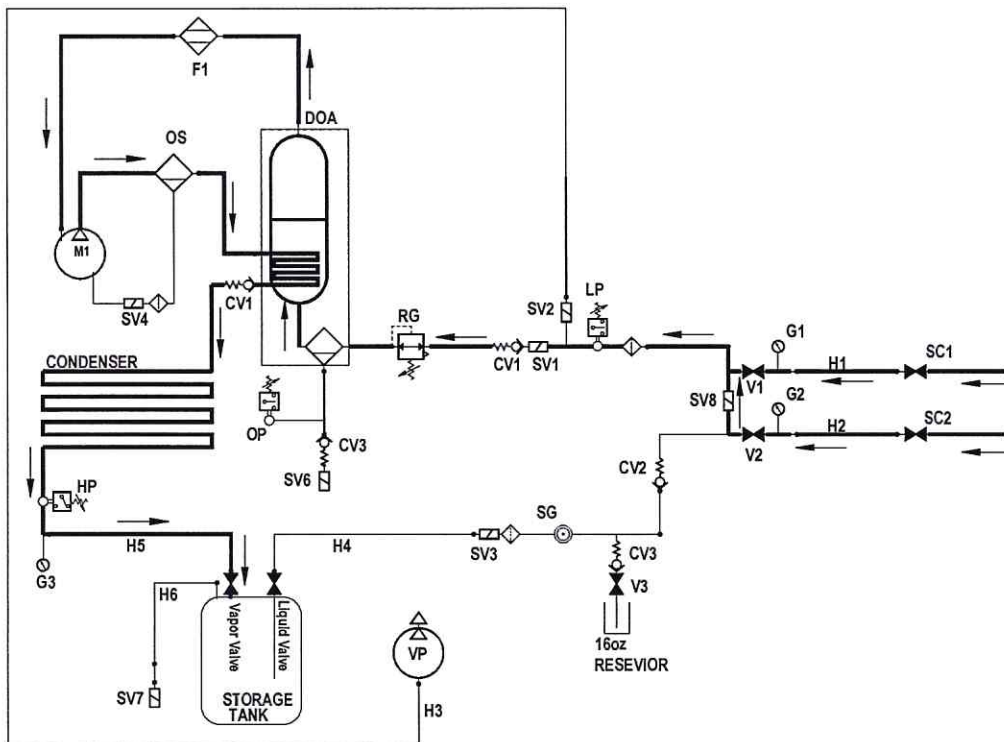 F1
DOA
OS
M1
SV4
CV1
CONDENSER
RG
CV1
SV1
SV2
LP
G1
V1
H1
SC1
SV8
G2
V2
H2
SC2
OP
CV3
SV6
CV2
HP
G3
H5
H4
SV3
SG
CV3
V3
16oz
RESEVIOR
H6
SV7
Vapor Valve
Liquid Valve
STORAGE
TANK
VP
H3